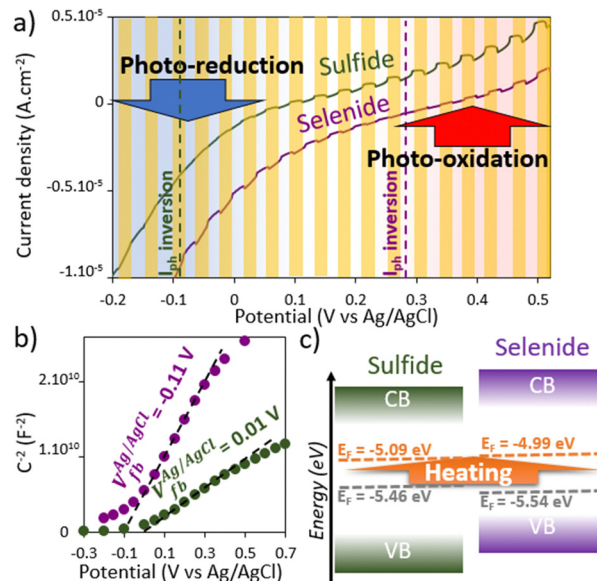 a)
0.5.10⁻⁵
0
-0.5.10⁻⁵
-1.10⁻⁵
Current density (A.cm⁻²)
Photo-reduction
Sulfide
Selenide
Photo-oxidation
I_ph inversion
I_ph inversion
-0.2 -0.1 0 0.1 0.2 0.3 0.4 0.5
Potential (V vs Ag/AgCl)
b)
C⁻² (F⁻²)
2.10¹⁰
1.10¹⁰
0
V_fb^Ag/AgCl = -0.11 V
V_fb^Ag/AgCl = 0.01 V
-0.3 -0.1 0.1 0.3 0.5 0.7
Potential (V vs Ag/AgCl)
c)
Sulfide Selenide
Energy (eV)
CB CB
E_F = -5.09 eV E_F = -4.99 eV
Heating
E_F = -5.46 eV E_F = -5.54 eV
VB VB